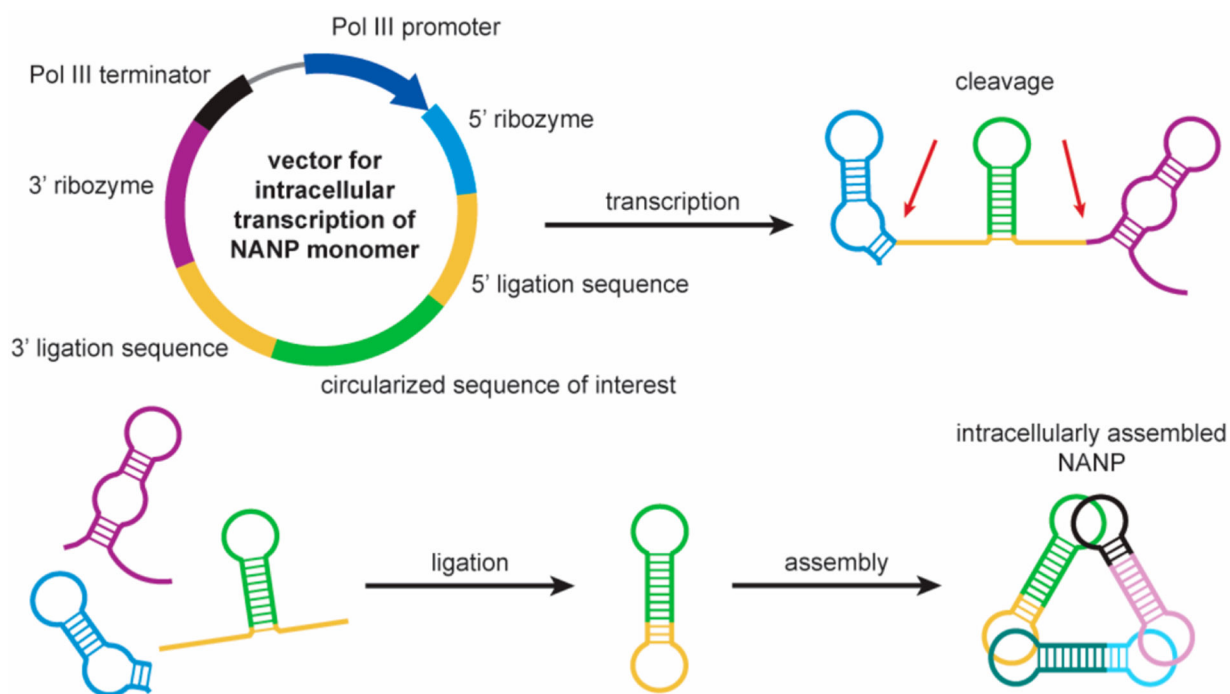 Pol III promoter
Pol III terminator
5’ ribozyme
3’ ribozyme
vector for
intracellular
transcription of
NANP monomer
5’ ligation sequence
3’ ligation sequence
circularized sequence of interest
transcription
cleavage
ligation
assembly
intracellularly assembled
NANP